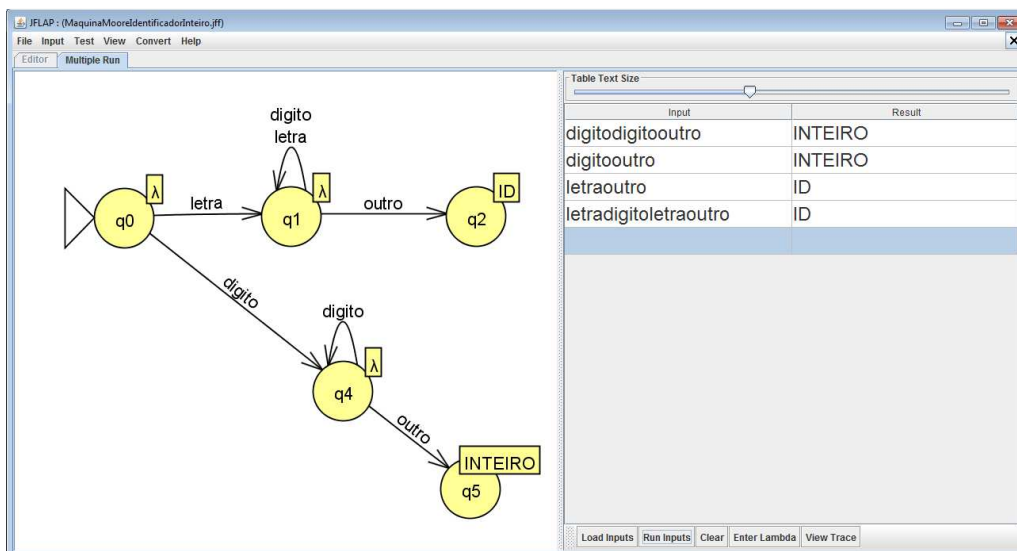 JFLAP : (MaquinaMooreIdentificadorInteiro.jff)
File Input Test View Convert Help
Editor Multiple Run
Table Text Size
Input Result
digitodigitooutro INTEIRO
digitooutro INTEIRO
letraoutro ID
letradigitoletraoutro ID
digito
letra
λ
q0
letra
λ
q1
outro
ID
q2
digito
digito
λ
q4
outro
INTEIRO
q5
Load Inputs Run Inputs Clear Enter Lambda View Trace